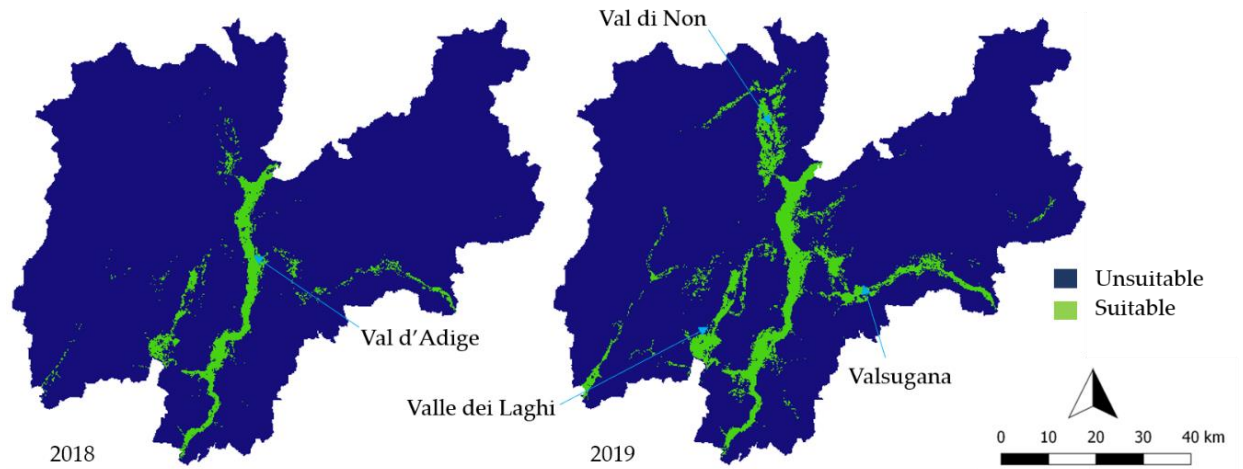 Val di Non
Val d’Adige
Valle dei Laghi
Valsugana
Unsuitable
Suitable
2018
2019
0 10 20 30 40 km